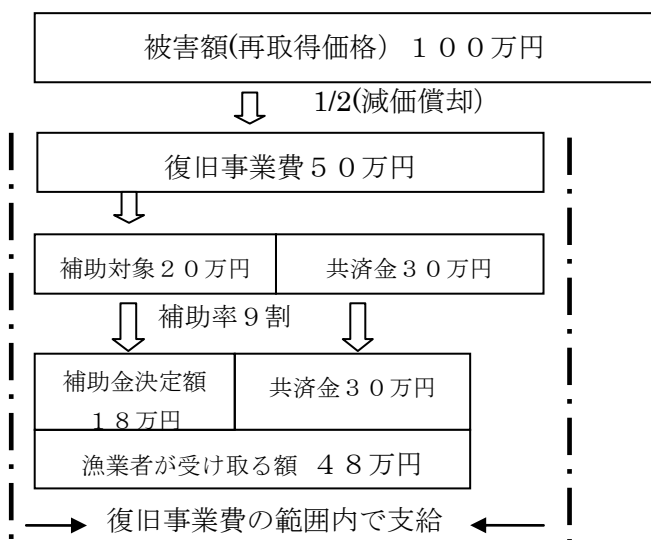 被害額(再取得価格） １００万円
1/2(減価償却)
復旧事業費５０万円
補助対象２０万円
共済金３０万円
補助率９割
補助金決定額
１８万円
共済金３０万円
漁業者が受け取る額 ４８万円
復旧事業費の範囲内で支給